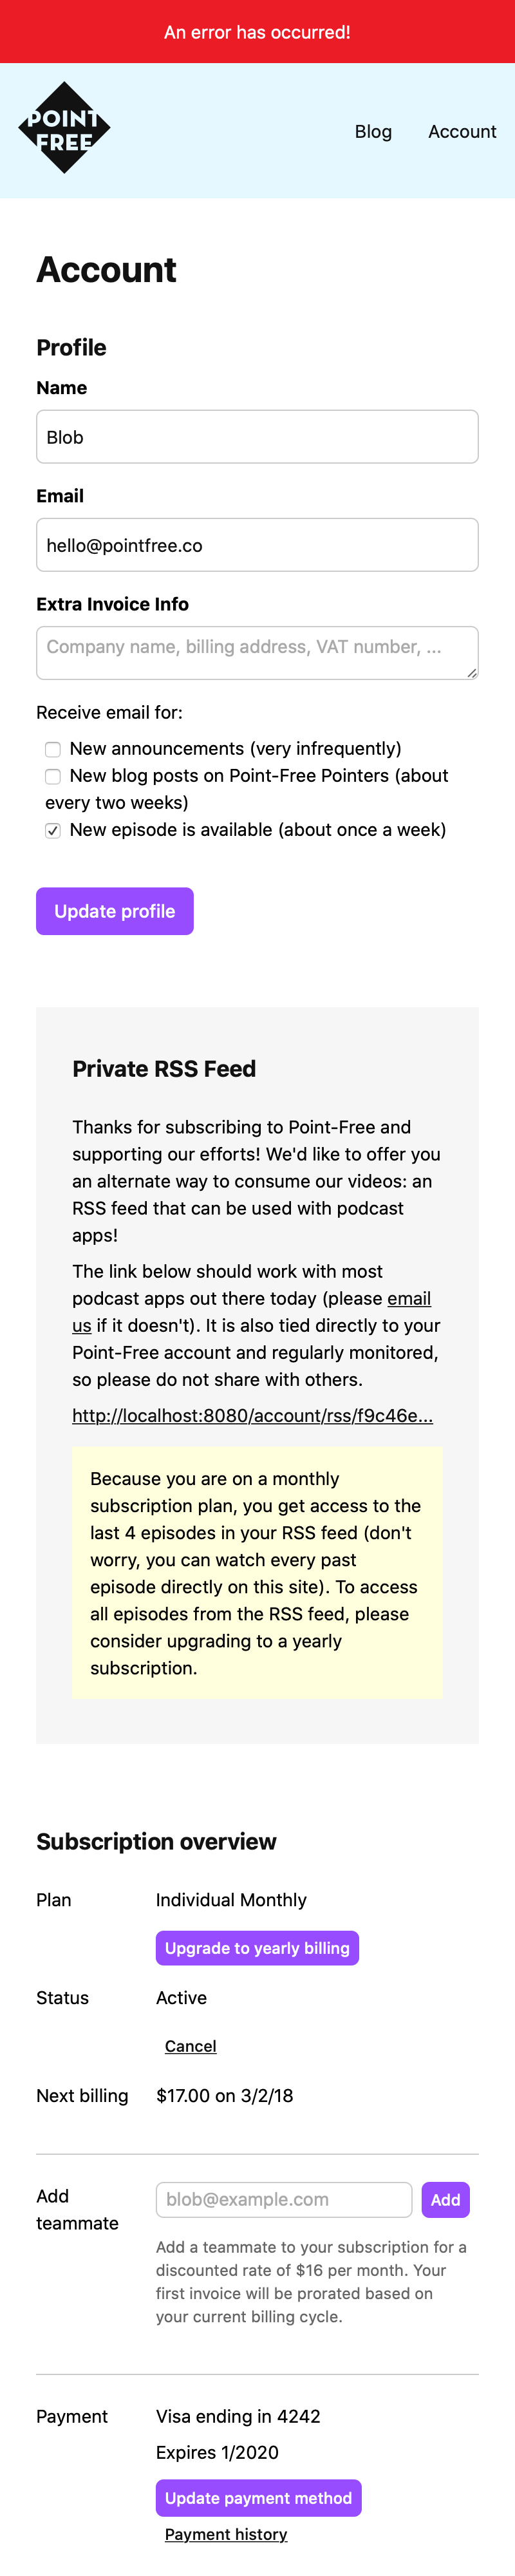 An error has occurred!
POINT
FREE
Blog
Account
Account
Profile
Name
Blob
Email
hello@pointfree.co
Extra Invoice Info
Company name, billing address, VAT number, ...
Receive email for:
New announcements (very infrequently)
New blog posts on Point-Free Pointers (about
every two weeks)
New episode is available (about once a week)
Update profile
Private RSS Feed
Thanks for subscribing to Point-Free and
supporting our efforts! We'd like to offer you
an alternate way to consume our videos: an
RSS feed that can be used with podcast
apps!
The link below should work with most
podcast apps out there today (please email
us if it doesn't). It is also tied directly to your
Point-Free account and regularly monitored,
so please do not share with others.
http://localhost:8080/account/rss/f9c46e...
Because you are on a monthly
subscription plan, you get access to the
last 4 episodes in your RSS feed (don't
worry, you can watch every past
episode directly on this site). To access
all episodes from the RSS feed, please
consider upgrading to a yearly
subscription.
Subscription overview
Plan
Individual Monthly
Upgrade to yearly billing
Status
Active
Cancel
Next billing
$17.00 on 3/2/18
Add
teammate
blob@example.com
Add
Add a teammate to your subscription for a
discounted rate of $16 per month. Your
first invoice will be prorated based on
your current billing cycle.
Payment
Visa ending in 4242
Expires 1/2020
Update payment method
Payment history